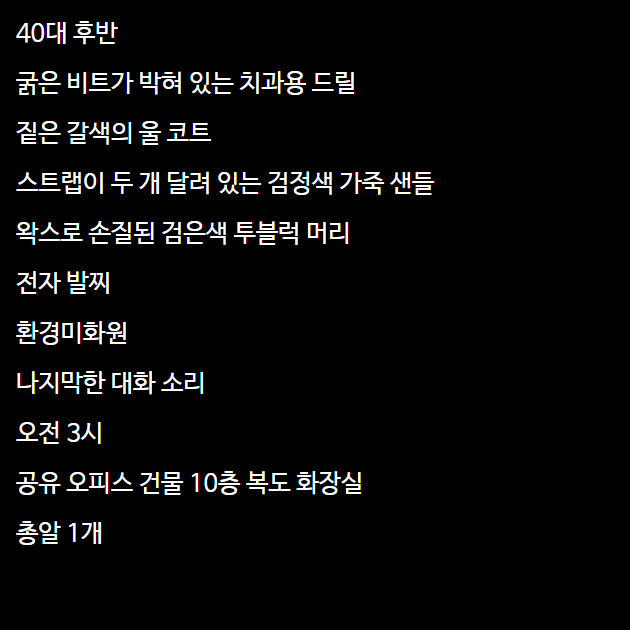 40대 후반
굵은 비트가 박혀 있는 치과용 드릴
짙은 갈색의 울 코트
스트랩이 두 개 달려 있는 검정색 가죽 샌들
왁스로 손질된 검은색 투블럭 머리
전자 발찌
환경미화원
나지막한 대화 소리
오전 3시
공유 오피스 건물 10층 복도 화장실
총알 1개